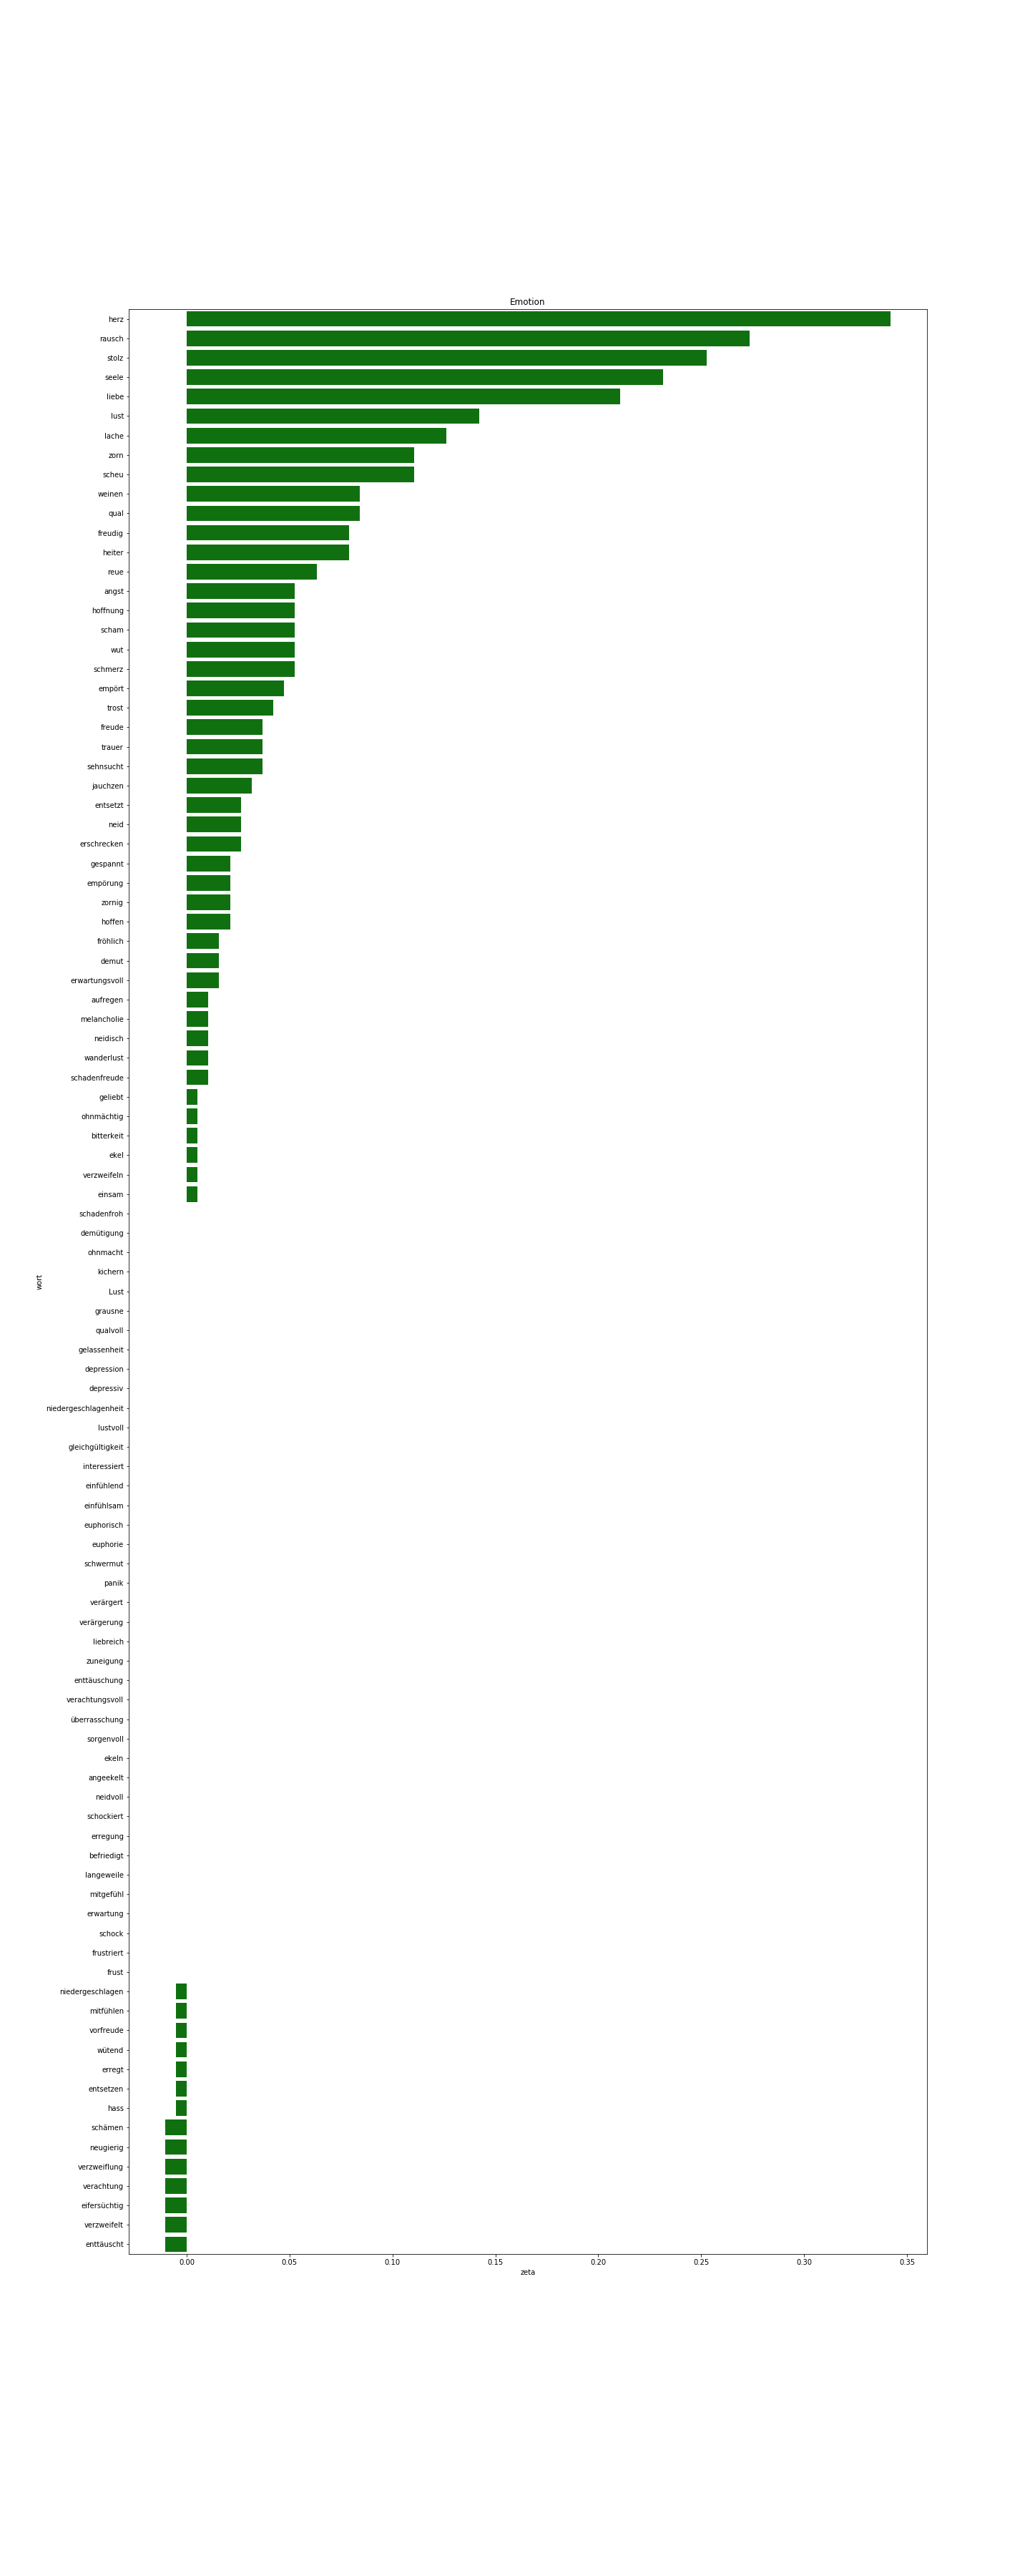 Emotion
herz
rausch
stolz
seele
liebe
lust
lache
zorn
scheu
weinen
qual
freudig
heiter
reue
angst
hoffnung
scham
wut
schmerz
empört
trost
freude
trauer
sehnsucht
jauchzen
entsetzt
neid
erschrecken
gespannt
empörung
zornig
hoffen
fröhlich
demut
erwartungsvoll
aufregen
melancholie
neidisch
wanderlust
schadenfreude
geliebt
ohnmächtig
bitterkeit
ekel
verzweifeln
einsam
schadenfroh
demütigung
ohnmacht
kichern
Lust
grausne
qualvoll
gelassenheit
depression
depressiv
niedergeschlagenheit
lustvoll
gleichgültigkeit
interessiert
einfühlend
einfühlsam
euphorisch
euphorie
schwermut
panik
verärgert
verärgerung
liebreich
zuneigung
enttäuschung
verachtungsvoll
überrasschung
sorgenvoll
ekeln
angeekelt
neidvoll
schockiert
erregung
befriedigt
langeweile
mitgefühl
erwartung
schock
frustriert
frust
niedergeschlagen
mitfühlen
vorfreude
wütend
erregt
entsetzen
hass
schämen
neugierig
verzweiflung
verachtung
eifersüchtig
verzweifelt
enttäuscht
wort
0.00 0.05 0.10 0.15 0.20 0.25 0.30 0.35
zeta